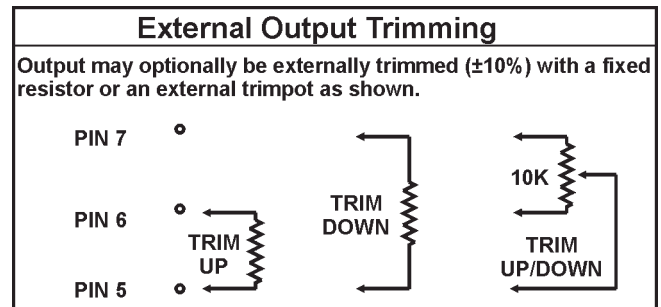 External Output Trimming
Output may optionally be externally trimmed (±10%) with a fixed
resistor or an external trimpot as shown.
PIN 7
PIN 6
PIN 5
TRIM
UP
TRIM
DOWN
10K
TRIM
UP/DOWN